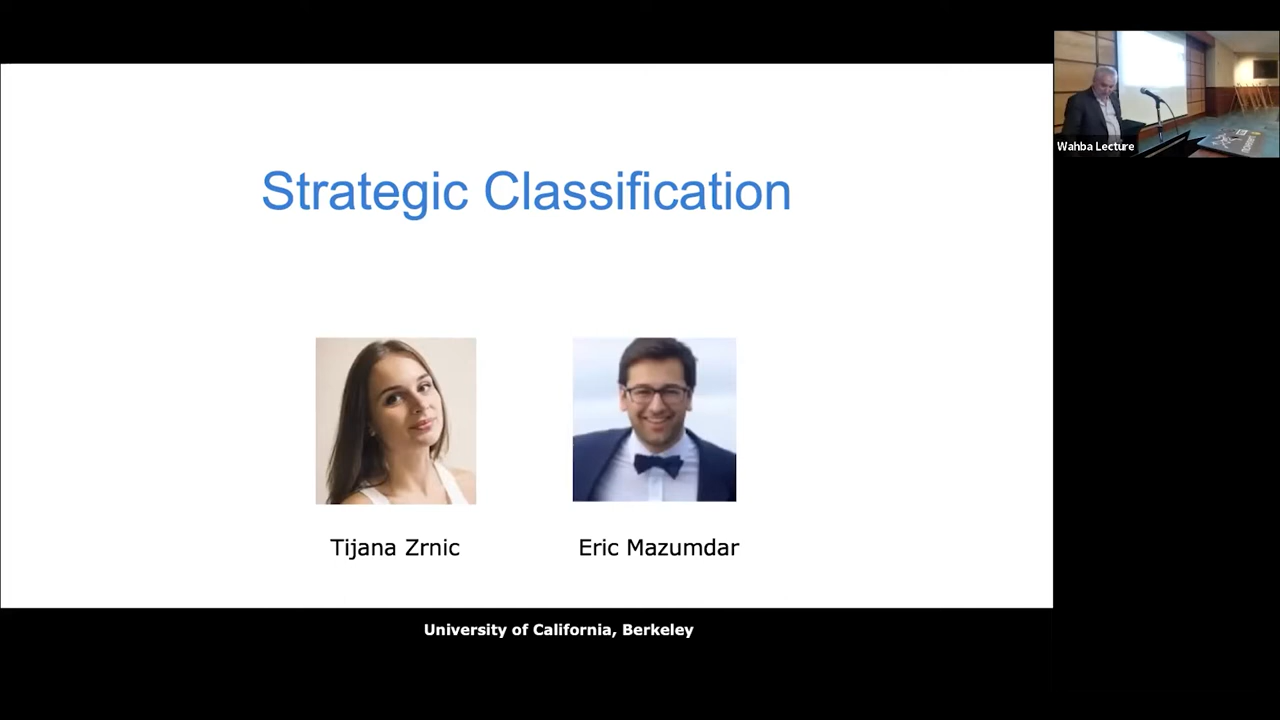 Strategic Classification
Wahba Lecture
Tijana Zrnic
Eric Mazumdar
University of California, Berkeley